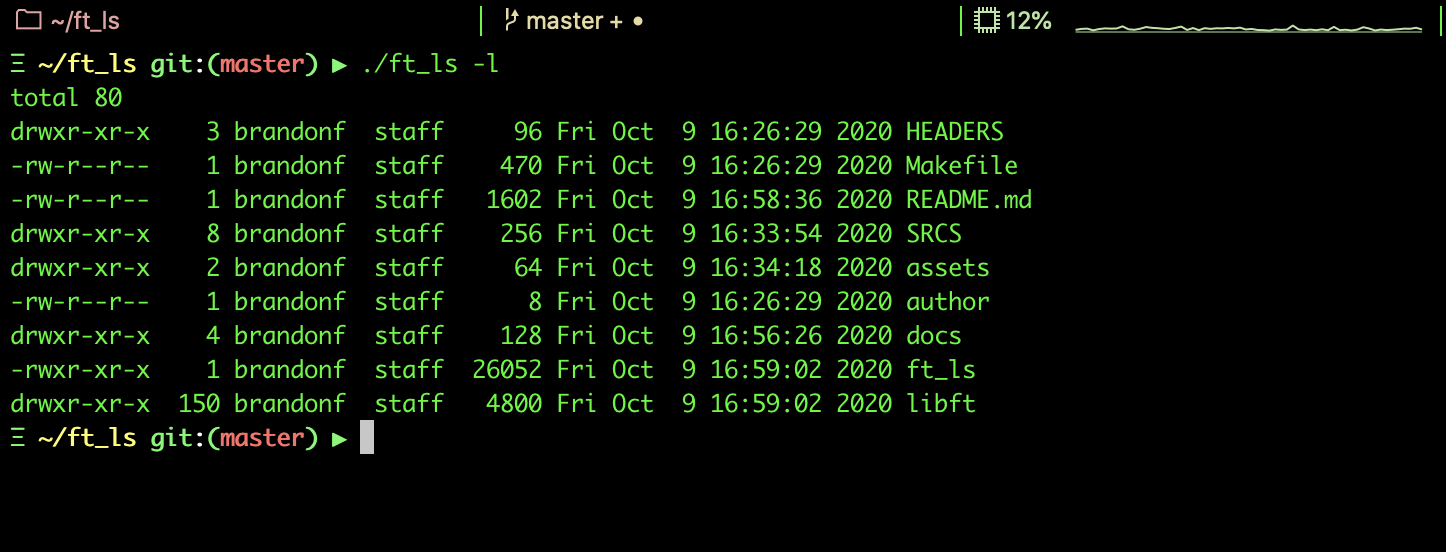 ~/ft_ls master + • 12%
Ξ ~/ft_ls git:(master) ▶ ./ft_ls -l
total 80
drwxr-xr-x    3 brandonf  staff     96 Fri Oct  9 16:26:29 2020 HEADERS
-rw-r--r--    1 brandonf  staff    470 Fri Oct  9 16:26:29 2020 Makefile
-rw-r--r--    1 brandonf  staff   1602 Fri Oct  9 16:58:36 2020 README.md
drwxr-xr-x    8 brandonf  staff    256 Fri Oct  9 16:33:54 2020 SRCS
drwxr-xr-x    2 brandonf  staff     64 Fri Oct  9 16:34:18 2020 assets
-rw-r--r--    1 brandonf  staff      8 Fri Oct  9 16:26:29 2020 author
drwxr-xr-x    4 brandonf  staff    128 Fri Oct  9 16:56:26 2020 docs
-rwxr-xr-x    1 brandonf  staff  26052 Fri Oct  9 16:59:02 2020 ft_ls
drwxr-xr-x  150 brandonf  staff   4800 Fri Oct  9 16:59:02 2020 libft
Ξ ~/ft_ls git:(master) ▶